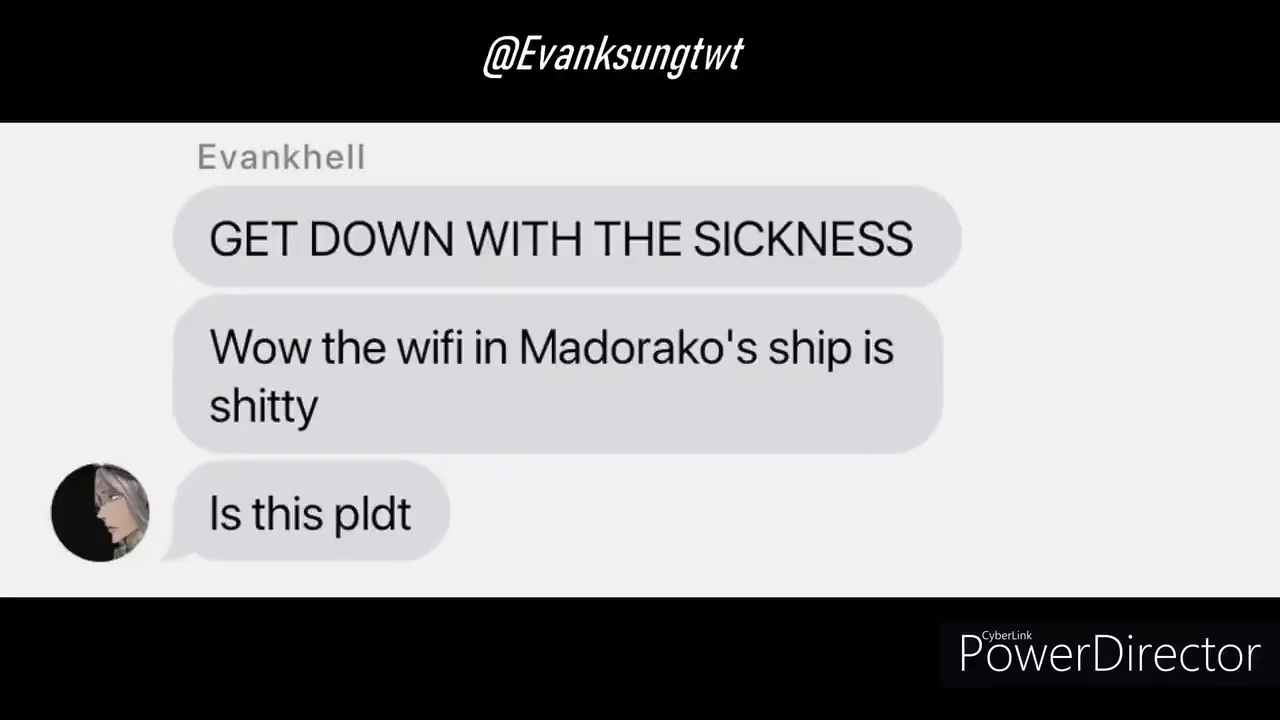 @Evanksungtwt
Evankhell
GET DOWN WITH THE SICKNESS
Wow the wifi in Madorako's ship is
shitty
Is this pldt
CyberLink
PowerDirector